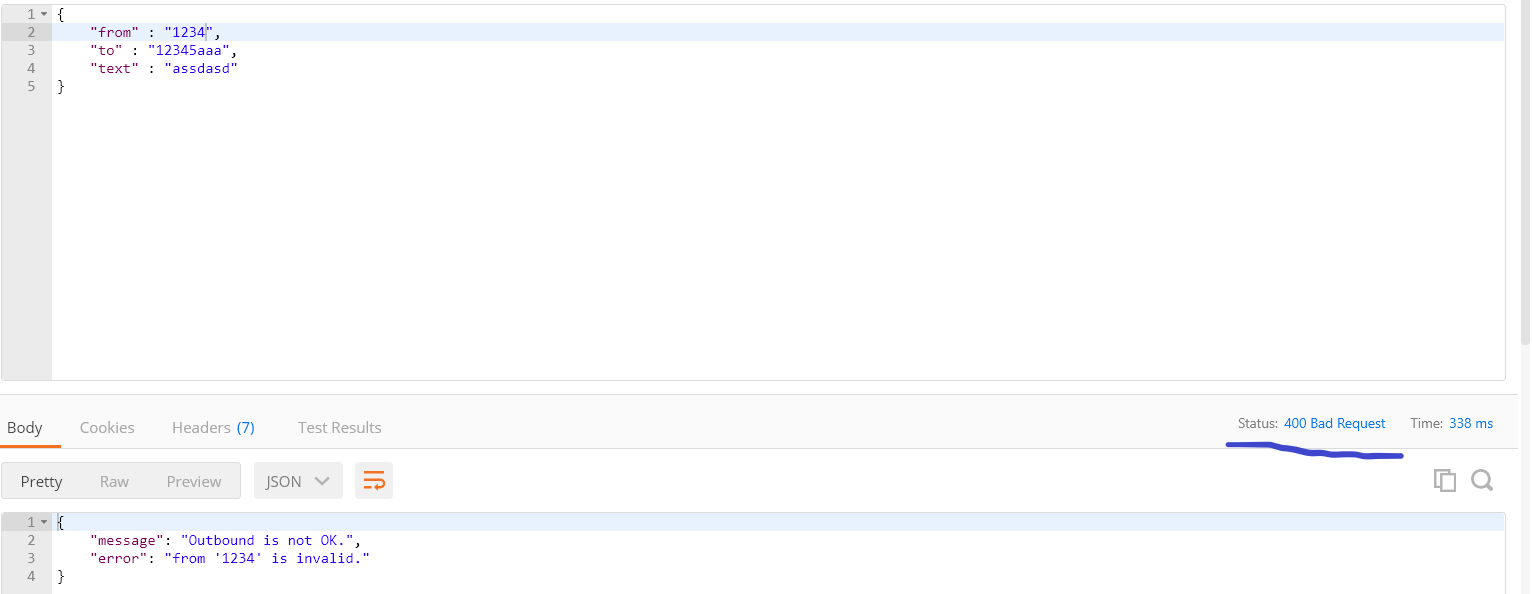 1 {
2 "from" : "1234",
3 "to" : "12345aaa",
4 "text" : "assdasd"
5 }
Body Cookies Headers (7) Test Results Status: 400 Bad Request Time: 338 ms
Pretty Raw Preview JSON
1 {
2 "message": "Outbound is not OK.",
3 "error": "from '1234' is invalid."
4 }